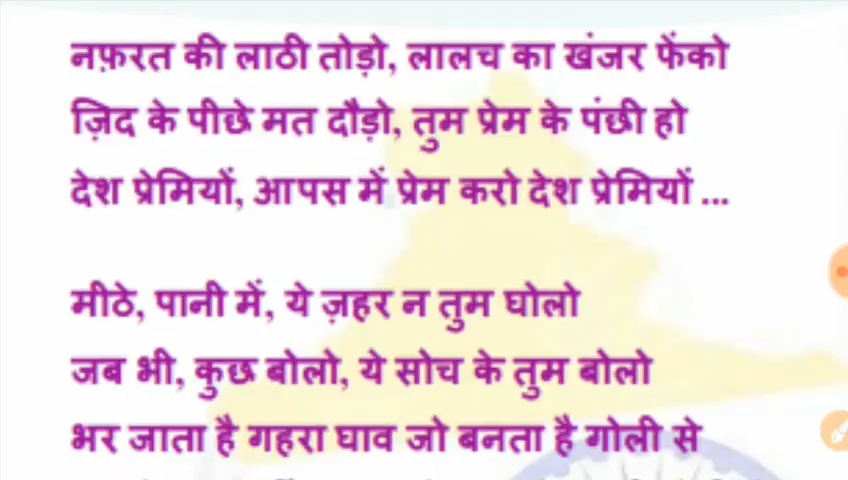 नफ़रत की लाठी तोड़ो, लालच का खंजर फेंको
ज़िद के पीछे मत दौड़ो, तुम प्रेम के पंछी हो
देश प्रेमियों, आपस में प्रेम करो देश प्रेमियों ...
मीठे, पानी में, ये ज़हर न तुम घोलो
जब भी, कुछ बोलो, ये सोच के तुम बोलो
भर जाता है गहरा घाव जो बनता है गोली से